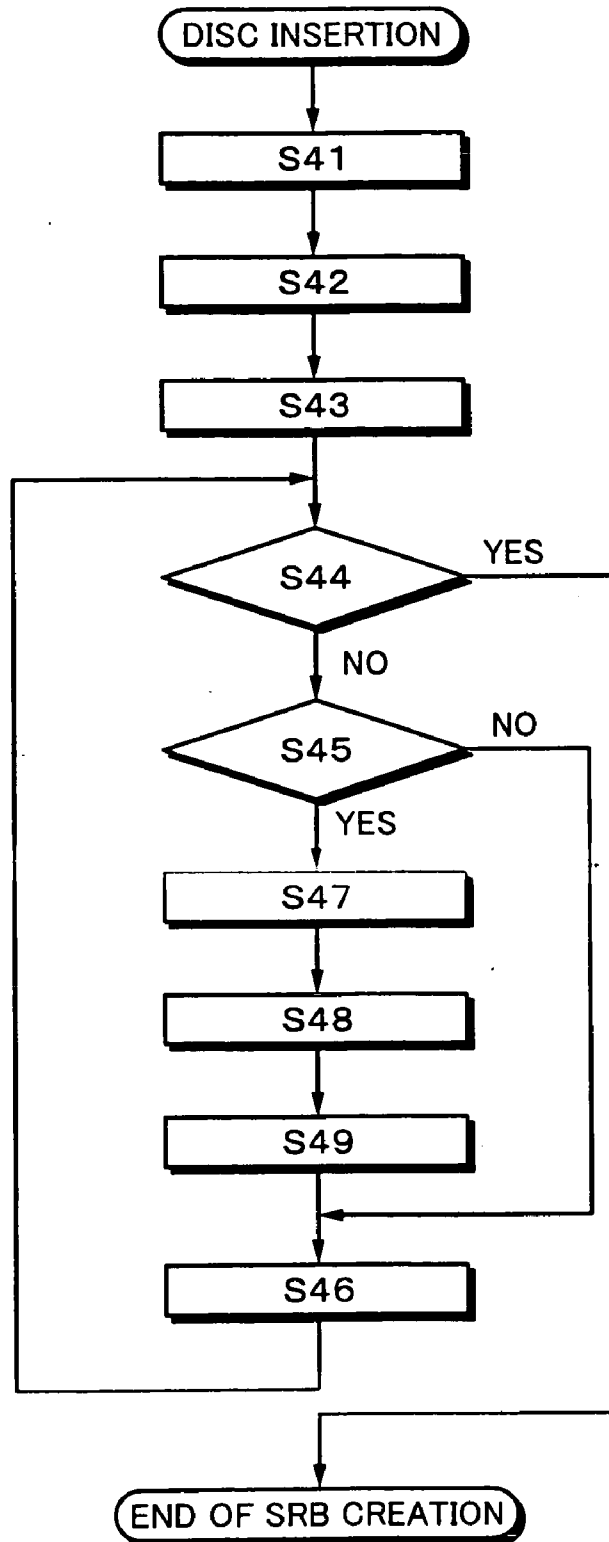 DISC INSERTION
S41
S42
S43
S44
YES
NO
S45
NO
YES
S47
S48
S49
S46
END OF SRB CREATION